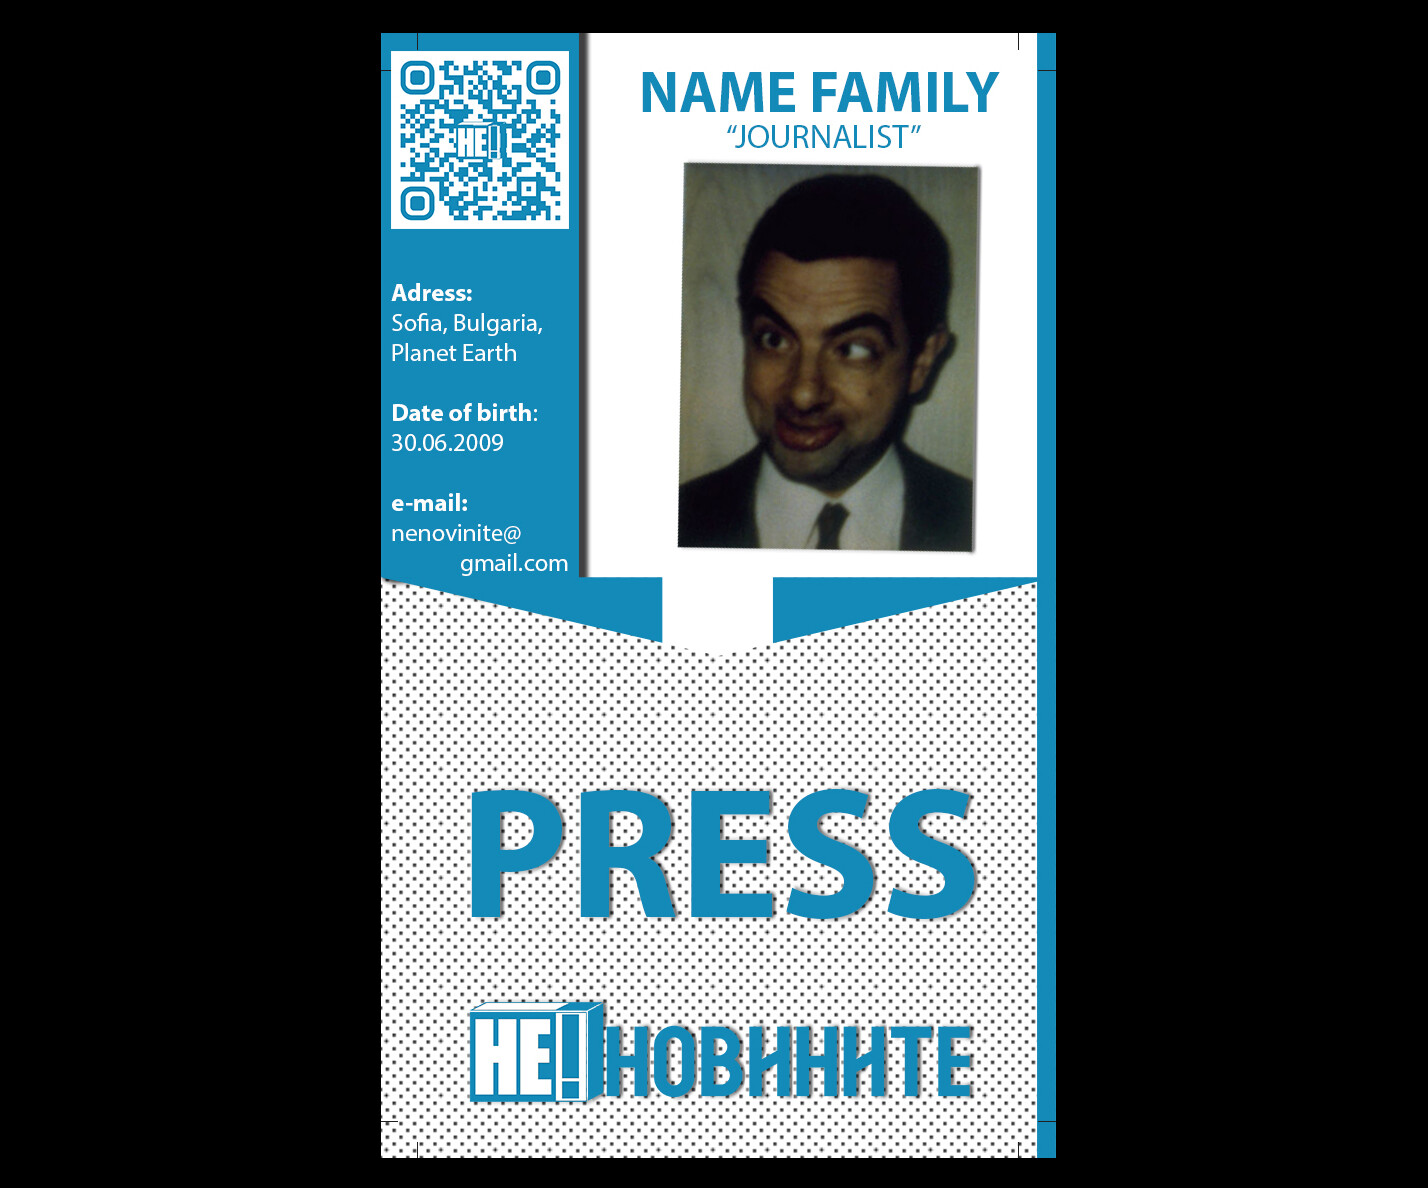 НЕ!
NAME FAMILY
“JOURNALIST”
Adress:
Sofia, Bulgaria,
Planet Earth
Date of birth:
30.06.2009
e-mail:
nenovinite@
gmail.com
PRESS
НЕ!НОВИНИТЕ